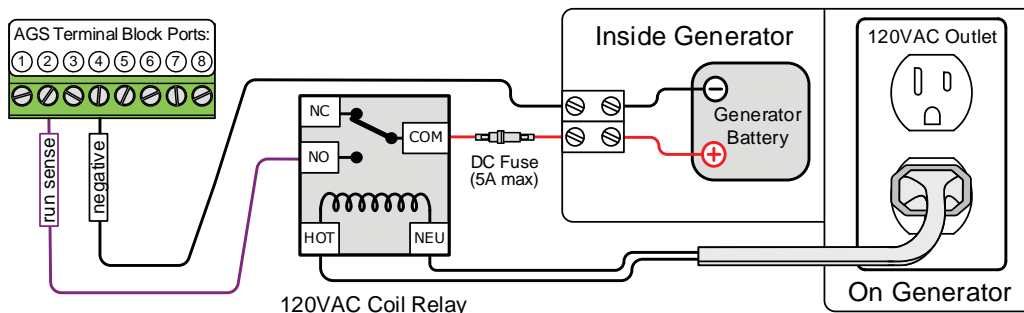 AGS Terminal Block Ports:
1 2 3 4 5 6 7 8
run sense
negative
NC
NO
COM
HOT
NEU
120VAC Coil Relay
DC Fuse
(5A max)
Inside Generator
Generator
Battery
120VAC Outlet
On Generator